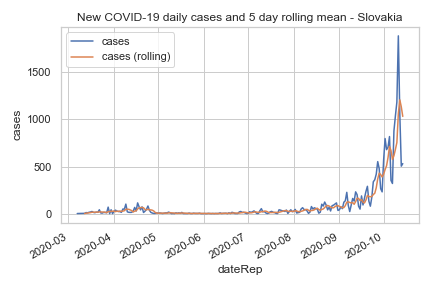 New COVID-19 daily cases and 5 day rolling mean - Slovakia
cases
cases (rolling)
1500
1000
500
0
cases
2020-03
2020-04
2020-05
2020-06
2020-07
2020-08
2020-09
2020-10
dateRep